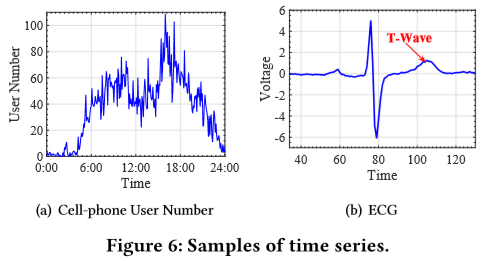 User Number
100
80
60
40
20
0
0:00 6:00 12:00 18:00 24:00
Time
(a) Cell-phone User Number
Voltage
6
4
2
0
-2
-4
-6
T-Wave
40 60 80 100 120
Time
(b) ECG
Figure 6: Samples of time series.